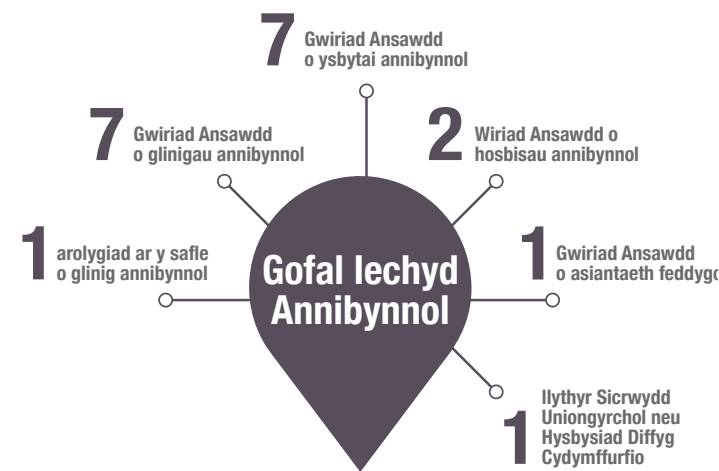 7 Gwiriad Ansawdd
o ysbytai annibynnol
7 Gwiriad Ansawdd
o glinigau annibynnol
2 Wiriad Ansawdd o
hosbisau annibynnol
1 arolygiad ar y safle
o glinig annibynnol
1 Gwiriad Ansawdd
o asiantaeth
Gofal Iechyd
Annibynnol
1 llythyr Sicrwydd
Uniongyrchol neu
Hysbysiad Diffyg
Cydymffurfio